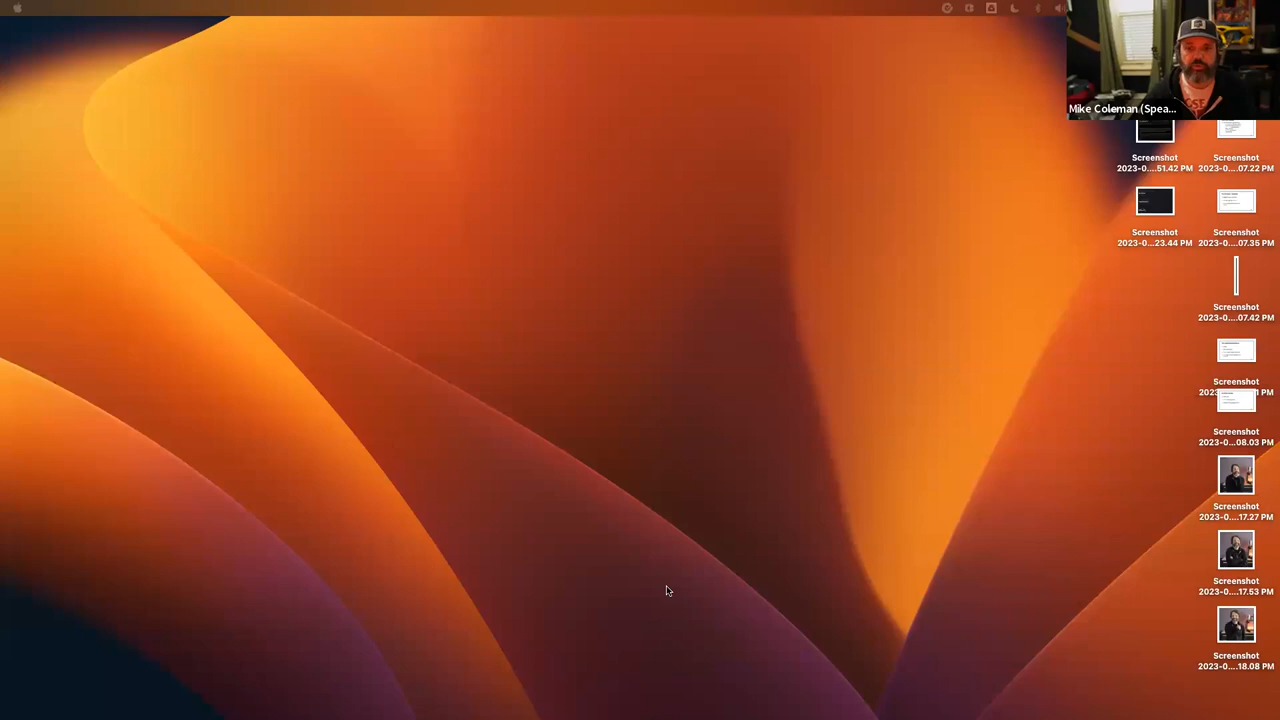 Mike Coleman (Spea...
Screenshot
2023-0....51.42 PM
Screenshot
2023-0....07.22 PM
Screenshot
2023-0...23.44 PM
Screenshot
2023-0....07.35 PM
Screenshot
2023-0....07.42 PM
Screenshot
Screenshot
2023-0...08.03 PM
Screenshot
2023-0....17.27 PM
Screenshot
2023-0....17.53 PM
Screenshot
2023-0....18.08 PM